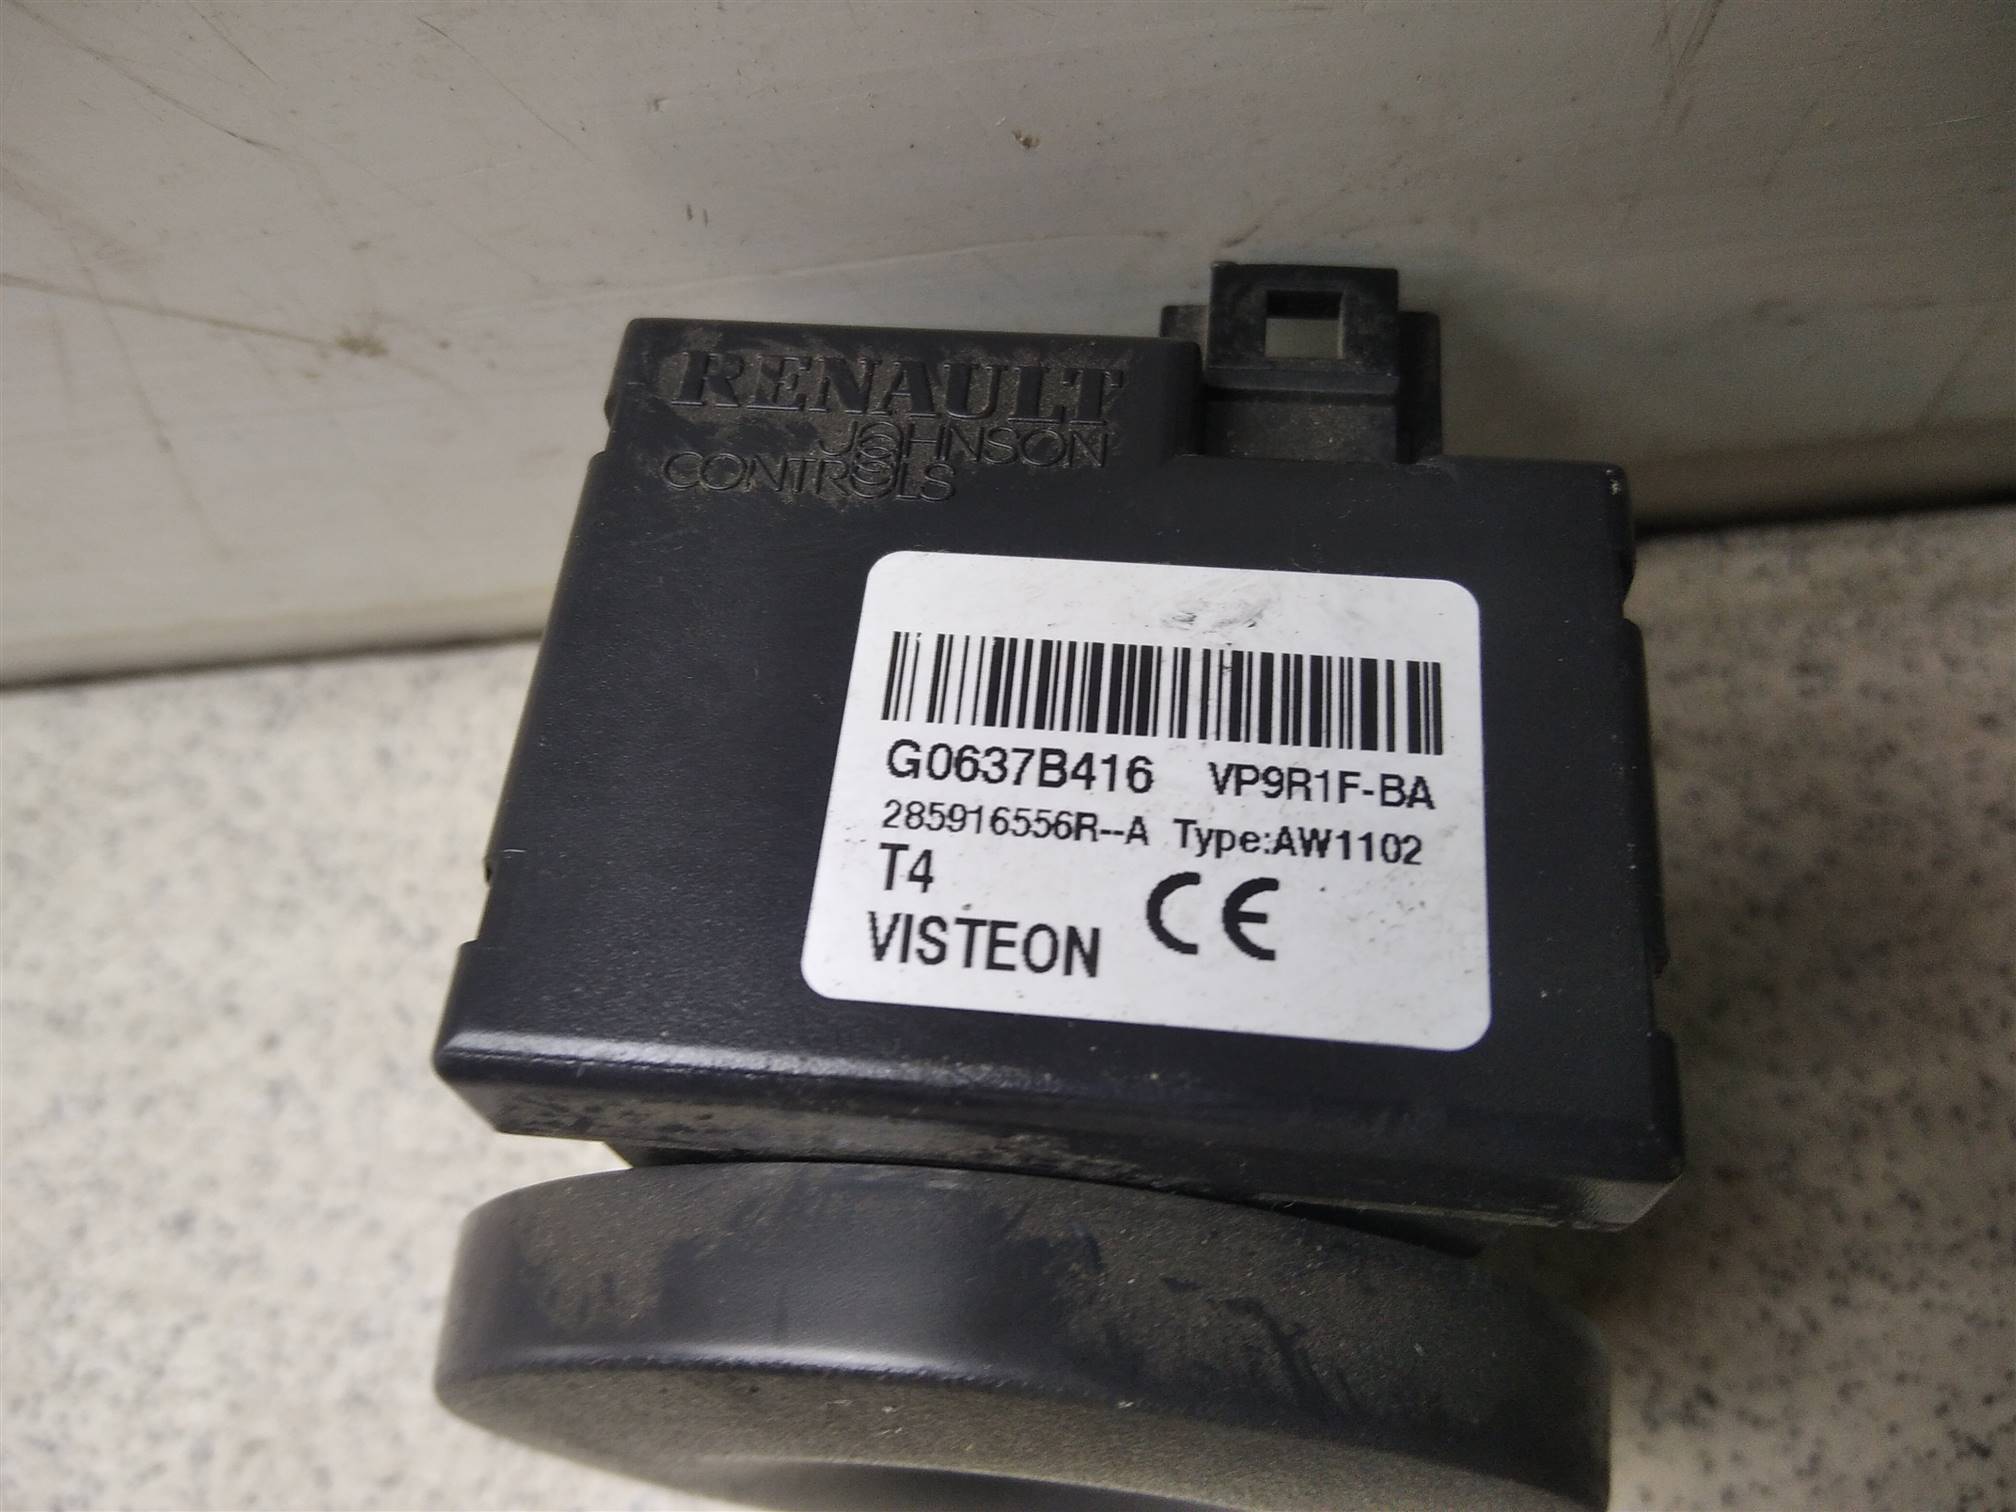 RENAULT
JOHNSON
CONTROLS
G0637B416 VP9R1F-BA
285916556R--A Type:AW1102
T4
CE
VISTEON